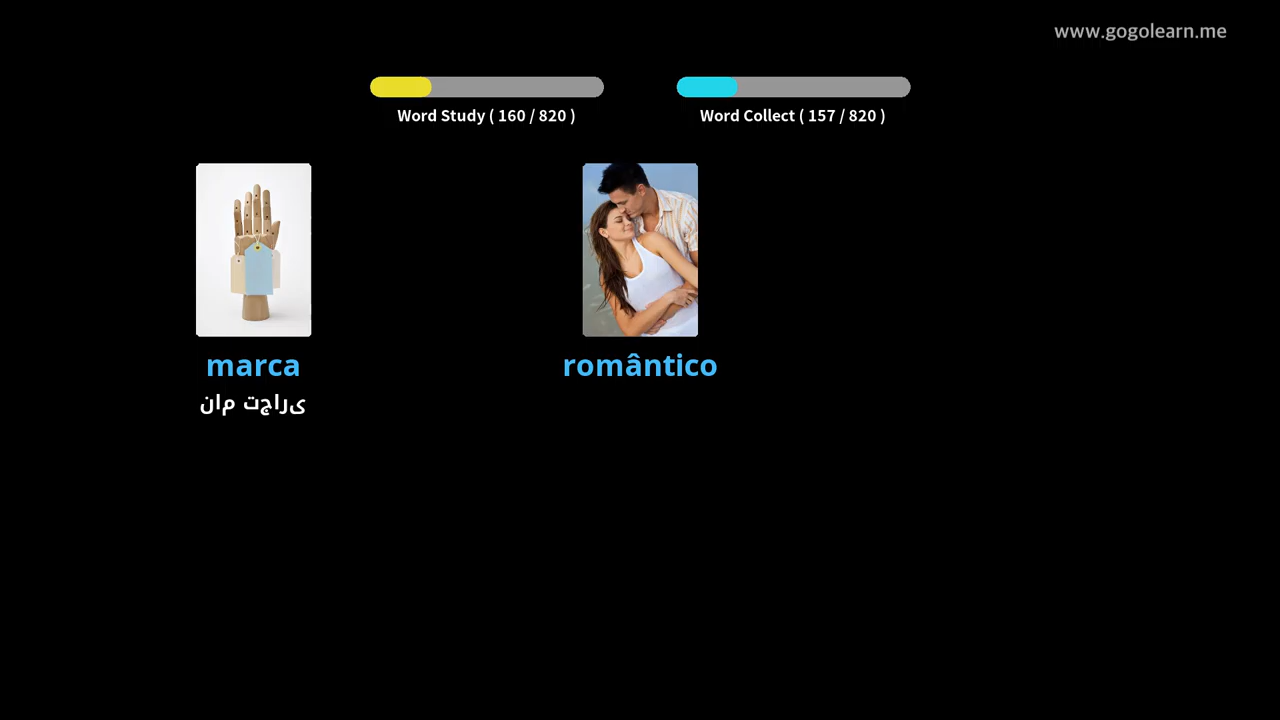 www.gogolearn.me
Word Study ( 160 / 820 )
Word Collect ( 157 / 820 )
marca
romântico
نام تجاری